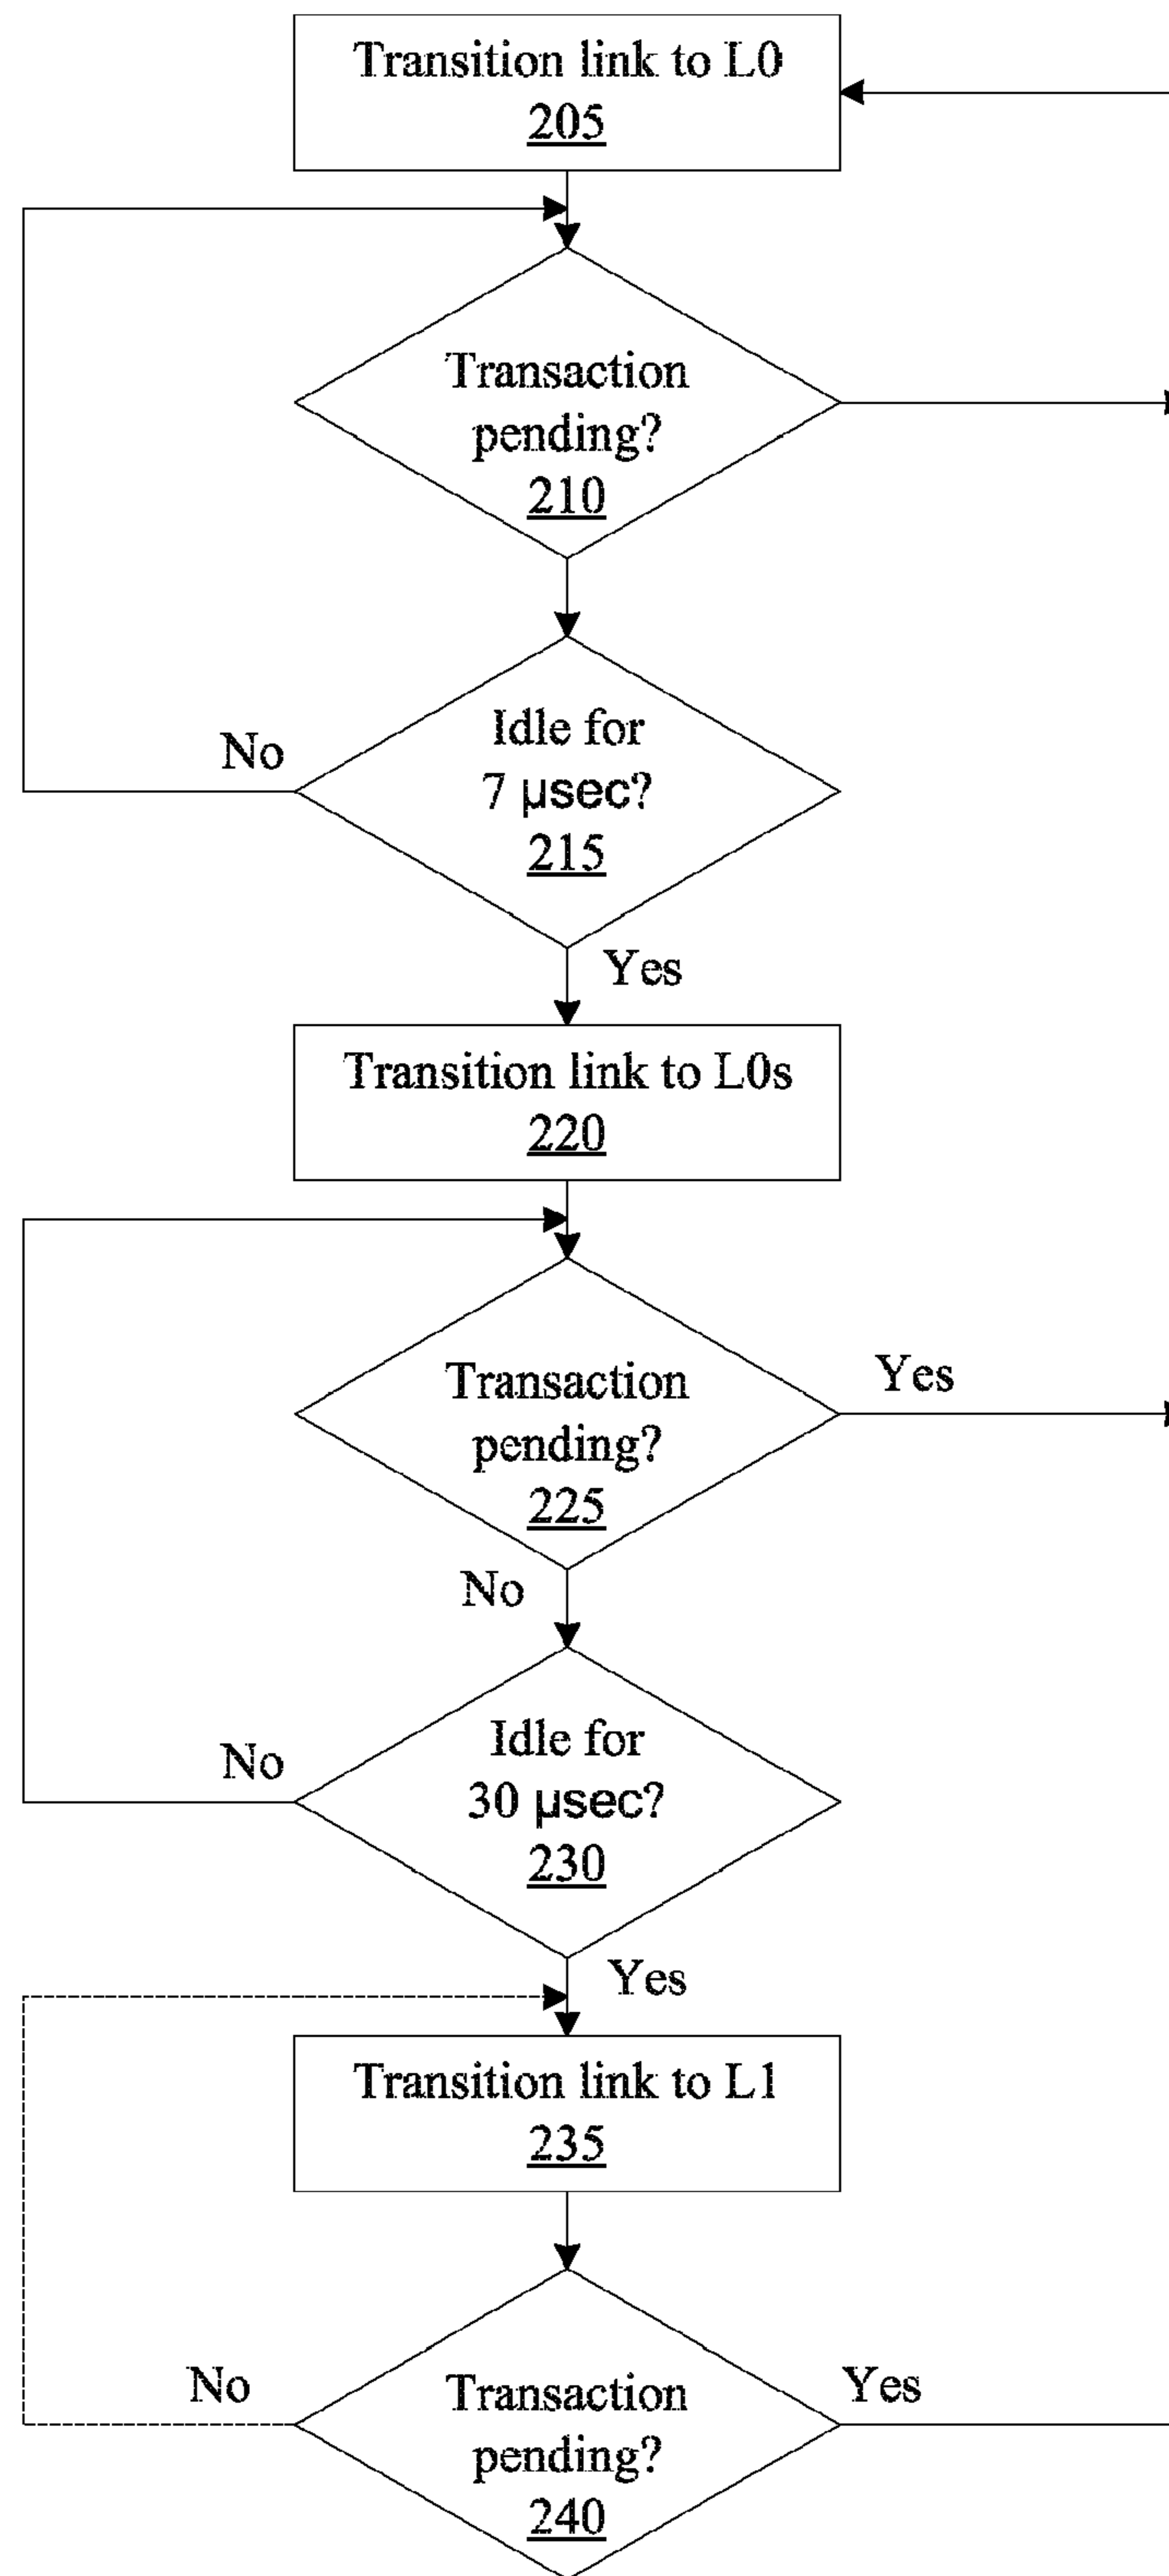 Transition link to L0
205
Transaction
pending?
210
Idle for
7 µsec?
215
No
Yes
Transition link to L0s
220
Transaction
pending?
225
Yes
No
Idle for
30 µsec?
230
No
Yes
Transition link to L1
235
Transaction
pending?
240
No
Yes